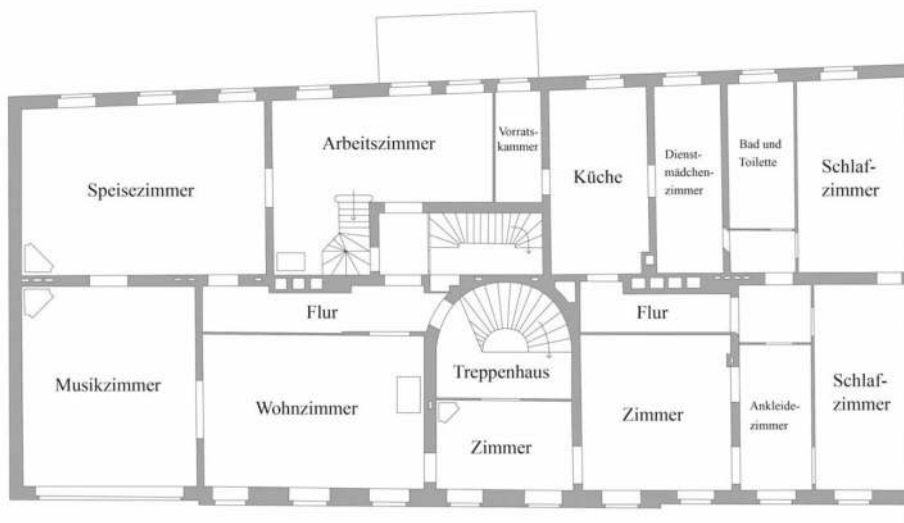 Arbeitszimmer
Vorrats-
kammer
Speisezimmer
Küche
Dienst-
mädchen-
zimmer
Bad und
Toilette
Schlaf-
zimmer
Flur
Flur
Musikzimmer
Wohnzimmer
Treppenhaus
Zimmer
Zimmer
Ankleide-
zimmer
Schlaf-
zimmer